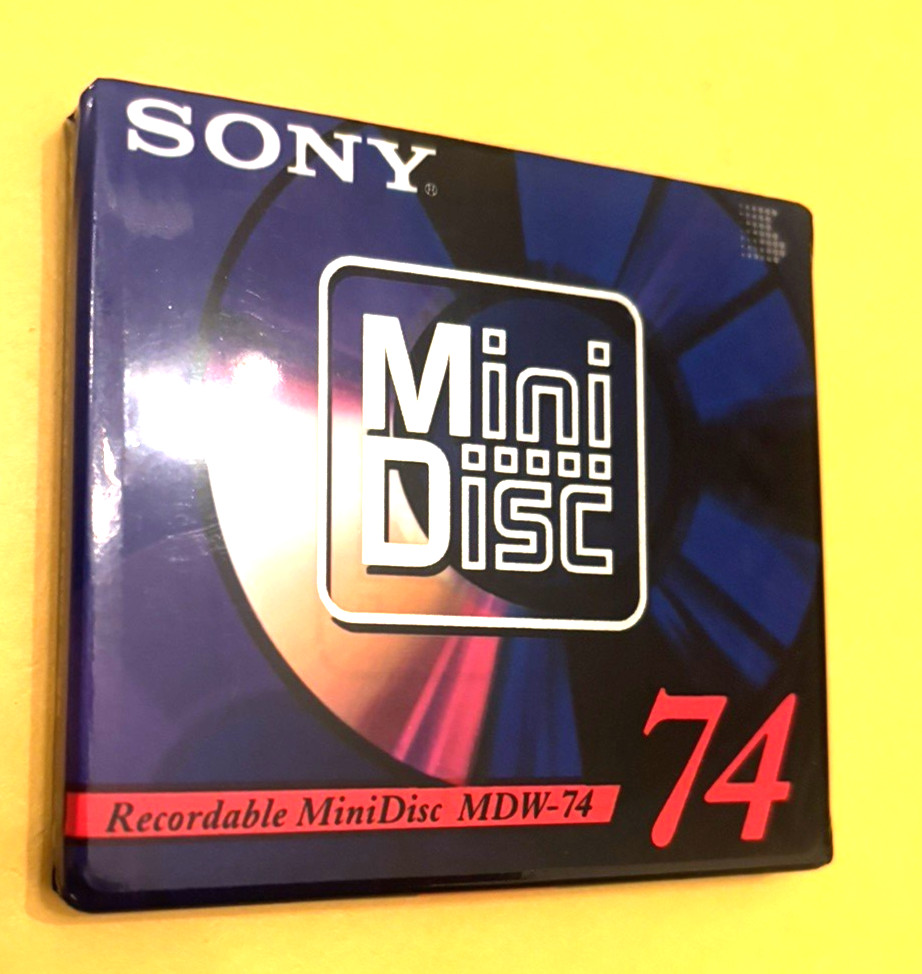 SONY®
Mini
Disc
74
Recordable MiniDisc MDW-74